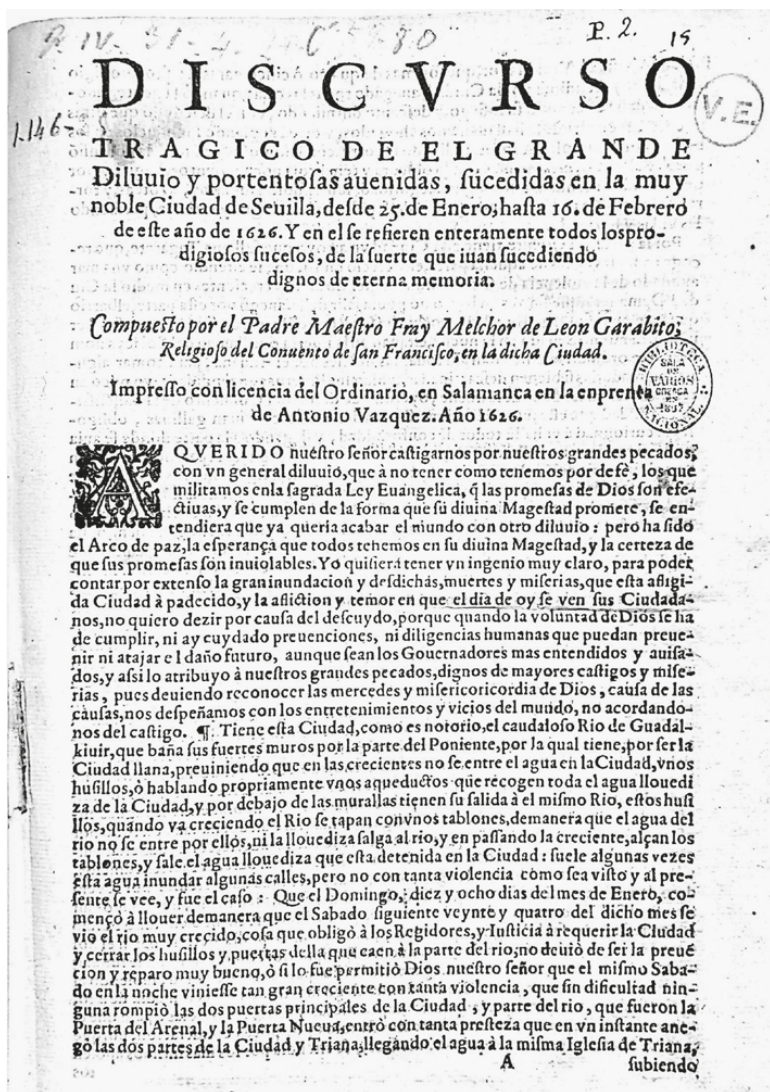 P. 2. 15
DISCVRSO
V.E.
1.146-
TRAGICO DE EL GRANDE
Diluuio y portentosas auenidas, sucedidas en la muy
noble Ciudad de Seuilla, desde 25. de Enero, hasta 16. de Febrero
de este año de 1626. Y en el se refieren enteramente todos los pro-
digiosos sucesos, de la suerte que iuan sucediendo
dignos de eterna memoria.
Compuesto por el Padre Maestro Fray Melchor de Leon Garabito,
Religioso del Conuento de san Francisco, en la dicha Ciudad.
BIBLIOTECA NACIONAL
SALA DE VARIOS
Impresso con licencia del Ordinario, en Salamanca en la enprenta
de Antonio Vazquez. Año 1626.
A QVERIDO nuestro señor castigarnos por nuestros grandes pecados,
con vn general diluuio, que à no tener como tenemos por defè, los que
militamos enla sagrada Ley Euangelica, q̃ las promesas de Dios son efe-
ctiuas, y se cumplen de la forma que su diuina Magestad promete, se en-
tendiera que ya queria acabar el mundo con otro diluuio: pero ha sido
el Arco de paz, la esperança que todos tenemos en su diuina Magestad, y la certeza de
que sus promesas son inuiolables. Yo quisiera tener vn ingenio muy claro, para poder
contar por extenso la gran inundacion y desdichas, muertes y miserias, que esta afligi-
da Ciudad à padecido, y la afliction y temor en que el dia de oy se ven sus Ciudada-
nos, no quiero dezir por causa del descuydo, porque quando la voluntad de Dios se ha
de cumplir, ni ay cuydado preuenciones, ni diligencias humanas que puedan preue-
nir ni atajar el daño futuro, aunque sean los Gouernadores mas entendidos y auisa-
dos, y assi lo atribuyo à nuestros grandes pecados, dignos de mayores castigos y mise-
rias, pues deuiendo reconocer las mercedes y misericoricordia de Dios, causa de las
causas, nos despeñamos con los entretenimientos y vicios del mundo, no acordando-
nos del castigo. ¶. Tiene esta Ciudad, como es notorio, el caudaloso Rio de Guadal-
kiuir, que baña sus fuertes muros por la parte del Poniente, por la qual tiene, por ser la
Ciudad llana, preuiniendo que en las crecientes no se entre el agua en la Ciudad, vnos
husillos, ò hablando propriamente vnos aqueductos que recogen toda el agua llouedi
za de la Ciudad, y por debajo de las murallas tienen su salida à el mismo Rio, estos husi
llos, quando va creciendo el Rio se tapan convnos tablones, demanera que el agua del
rio no se entre por ellos, ni la llouediza salga al rio, y en passando la creciente, alçan los
tablones, y sale el agua llouediza que esta detenida en la Ciudad: suele algunas vezes
esta agua inundar algunas calles, pero no con tanta violencia como sea visto y al pre-
sente se vee, y fue el caso: Que el Domingo, diez y ocho dias del mes de Enero, co-
mençò à llouer demanera que el Sabado siguiente veynte y quatro del dicho mes se
vio el rio muy crecido, cosa que obligò à los Regidores, y Iusticia à requerir la Ciudad
y cerrar los husillos y puertas della que caen à la parte del rio, no deuiò de ser la preuē
cion y reparo muy bueno, ò si lo fue permitiò Dios nuestro señor que el mismo Saba-
do en la noche viniesse tan gran creciente con tanta violencia, que sin dificultad nin-
guna rompiò las dos puertas principales de la Ciudad, y parte del rio, que fueron la
Puerta del Arenal, y la Puerta Nueua, entrò con tanta presteza que en vn instante ane-
gò las dos partes de la Ciudad y Triana, llegando el agua à la misma Iglesia de Triana,
A subiendo